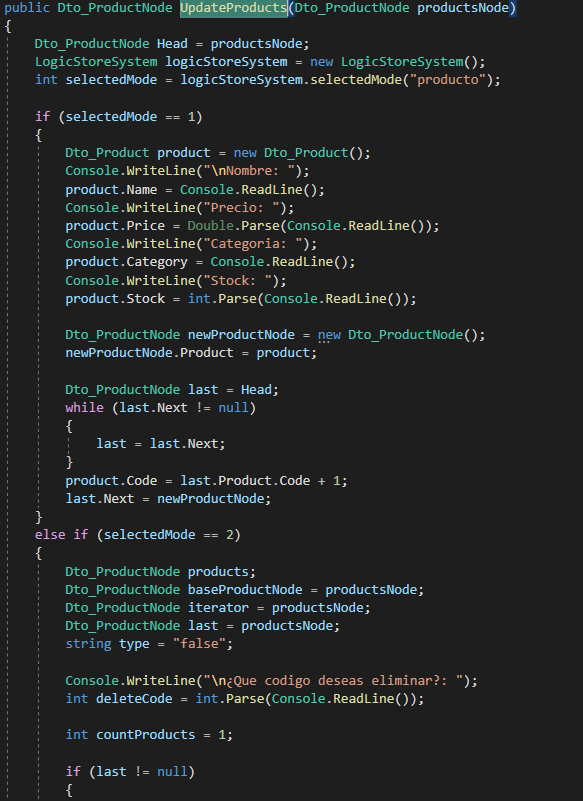 public Dto_ProductNode UpdateProducts(Dto_ProductNode productsNode)
{
Dto_ProductNode Head = productsNode;
LogicStoreSystem logicStoreSystem = new LogicStoreSystem();
int selectedMode = logicStoreSystem.selectedMode("producto");
if (selectedMode == 1)
{
Dto_Product product = new Dto_Product();
Console.WriteLine("\nNombre: ");
product.Name = Console.ReadLine();
Console.WriteLine("Precio: ");
product.Price = Double.Parse(Console.ReadLine());
Console.WriteLine("Categoria: ");
product.Category = Console.ReadLine();
Console.WriteLine("Stock: ");
product.Stock = int.Parse(Console.ReadLine());
Dto_ProductNode newProductNode = new Dto_ProductNode();
newProductNode.Product = product;
Dto_ProductNode last = Head;
while (last.Next != null)
{
last = last.Next;
}
product.Code = last.Product.Code + 1;
last.Next = newProductNode;
}
else if (selectedMode == 2)
{
Dto_ProductNode products;
Dto_ProductNode baseProductNode = productsNode;
Dto_ProductNode iterator = productsNode;
Dto_ProductNode last = productsNode;
string type = "false";
Console.WriteLine("\n¿Que codigo deseas eliminar?: ");
int deleteCode = int.Parse(Console.ReadLine());
int countProducts = 1;
if (last != null)
{